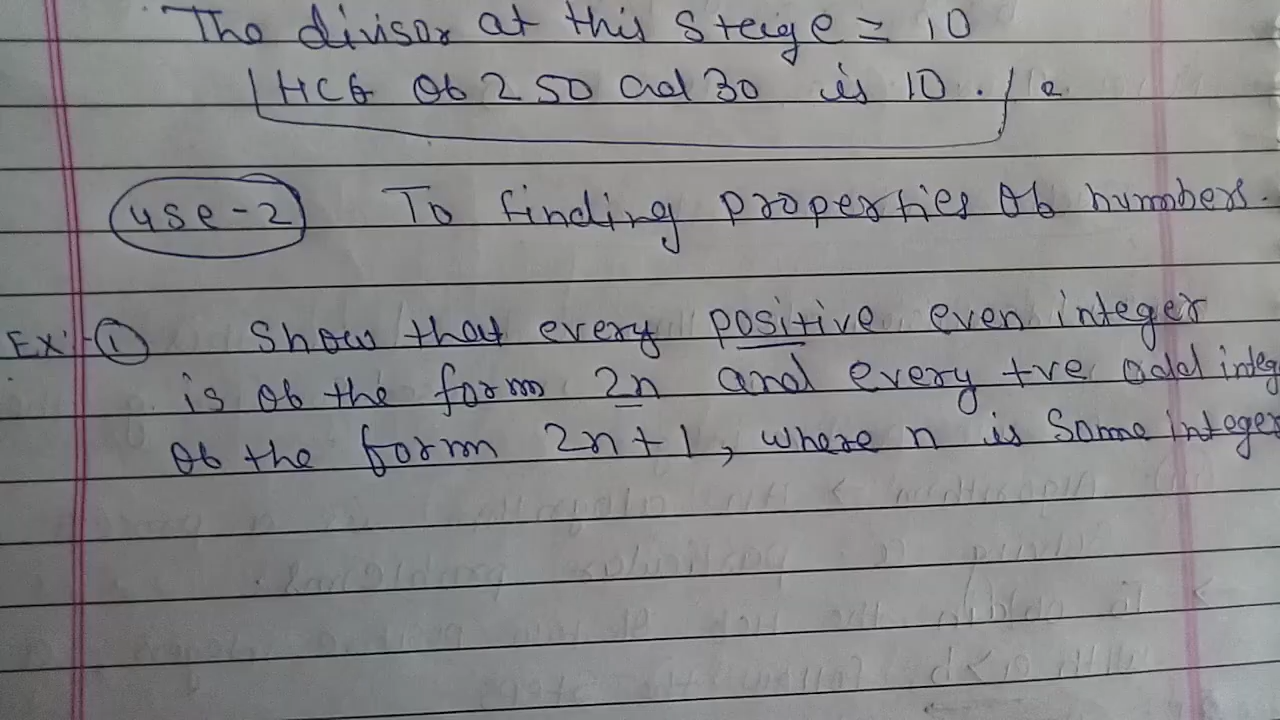 The divisor at this steige = 10
HCF of 250 and 30 is 10.
use-2 To finding properties of numbers.
EX:- 1 Show that every positive even integer
is of the form 2n and every +ve odd integ
of the form 2n+1, where n is some integer